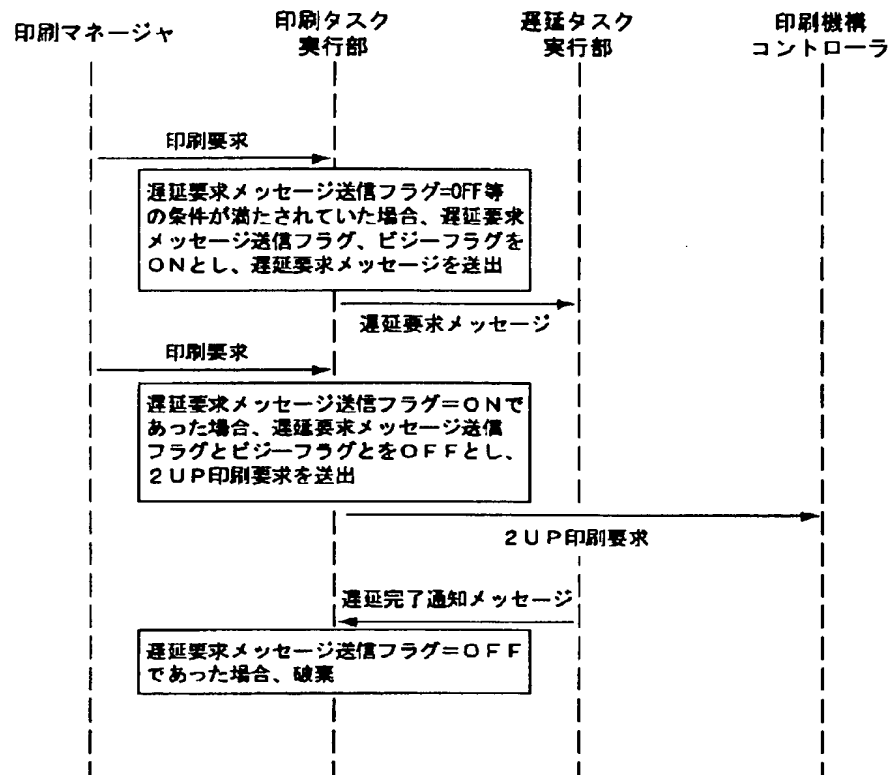 印刷マネージャ
印刷タスク
実行部
遅延タスク
実行部
印刷機構
コントローラ
印刷要求
遅延要求メッセージ送信フラグ=OFF等
の条件が満たされていた場合、遅延要求
メッセージ送信フラグ、ビジーフラグを
ONとし、遅延要求メッセージを送出
遅延要求メッセージ
印刷要求
遅延要求メッセージ送信フラグ=ONで
あった場合、遅延要求メッセージ送信
フラグとビジーフラグとをOFFとし、
2UP印刷要求を送出
2UP印刷要求
遅延完了通知メッセージ
遅延要求メッセージ送信フラグ=OFF
であった場合、破棄